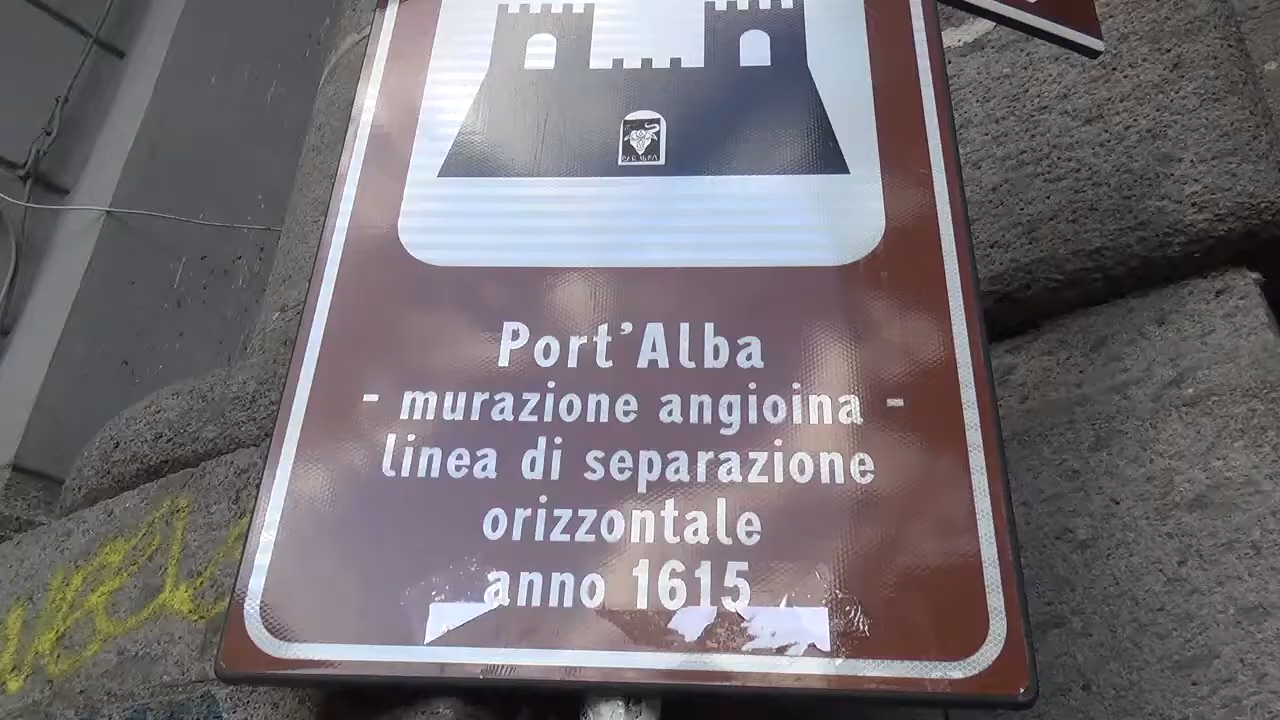 Port'Alba
- murazione angioina -
linea di separazione
orizzontale
anno 1615